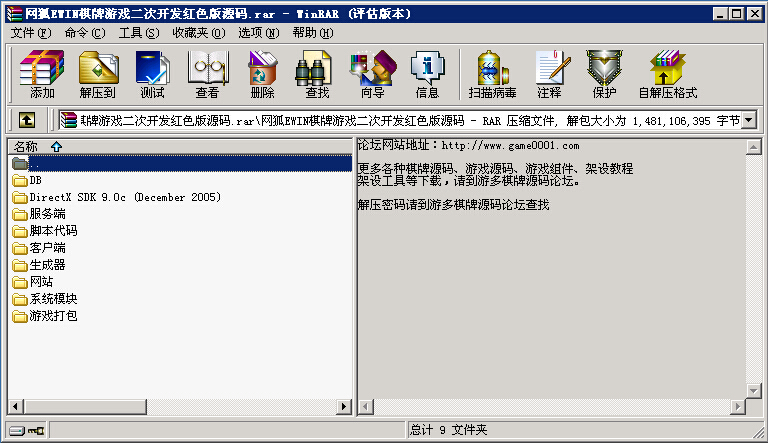 网狐EWIN棋牌游戏二次开发红色版源码.rar - WinRAR (评估版本)
文件(F) 命令(C) 工具(S) 收藏夹(O) 选项(N) 帮助(H)
添加 解压到 测试 查看 删除 查找 向导 信息 扫描病毒 注释 保护 自解压格式
牌游戏二次开发红色版源码.rar\网狐EWIN棋牌游戏二次开发红色版源码 - RAR 压缩文件, 解包大小为 1,481,106,395 字节
名称
..
DB
DirectX SDK 9.0c (December 2005)
服务端
脚本代码
客户端
生成器
网站
系统模块
游戏打包
论坛网站地址：http://www.game0001.com
更多各种棋牌源码、游戏源码、游戏组件、架设教程
架设工具等下载，请到游多棋牌源码论坛。
解压密码请到游多棋牌源码论坛查找
总计 9 文件夹